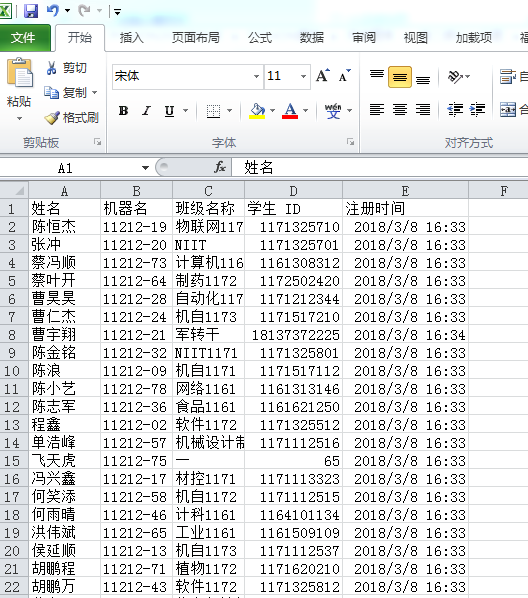 文件 开始 插入 页面布局 公式 数据 审阅 视图 加载项
剪切
宋体 11 A A
自
复制
粘贴
格式刷
B I U A wén
合
剪贴板 字体 对齐方式
A1 fx 姓名
A B C D E F
1 姓名 机器名 班级名称 学生 ID 注册时间
2 陈恒杰 11212-19 物联网117 1171325710 2018/3/8 16:33
3 张冲 11212-20 NIIT 1171325701 2018/3/8 16:33
4 蔡冯顺 11212-73 计算机116 1161308312 2018/3/8 16:33
5 蔡叶开 11212-64 制药1172 1172502420 2018/3/8 16:33
6 曹昊昊 11212-28 自动化117 1171212344 2018/3/8 16:33
7 曹仁杰 11212-24 机自1173 1171517210 2018/3/8 16:33
8 曹宇翔 11212-21 军转干 18137372225 2018/3/8 16:34
9 陈金铭 11212-32 NIIT1171 1171325801 2018/3/8 16:33
10 陈浪 11212-09 机自1171 1171517112 2018/3/8 16:33
11 陈小艺 11212-78 网络1161 1161313146 2018/3/8 16:33
12 陈志军 11212-36 食品1161 1161621250 2018/3/8 16:33
13 程鑫 11212-02 软件1172 1171325512 2018/3/8 16:33
14 单浩峰 11212-57 机械设计制 1171112516 2018/3/8 16:33
15 飞天虎 11212-75 一 65 2018/3/8 16:33
16 冯兴鑫 11212-17 材控1171 1171113323 2018/3/8 16:33
17 何笑添 11212-58 机自1172 1171112515 2018/3/8 16:33
18 何雨晴 11212-46 计科1161 1164101134 2018/3/8 16:33
19 洪伟斌 11212-65 工业1161 1161509109 2018/3/8 16:33
20 侯延顺 11212-13 机自1173 1171112537 2018/3/8 16:33
21 胡鹏程 11212-71 植物1172 1171620210 2018/3/8 16:33
22 胡鹏万 11212-43 软件1172 1171325812 2018/3/8 16:33